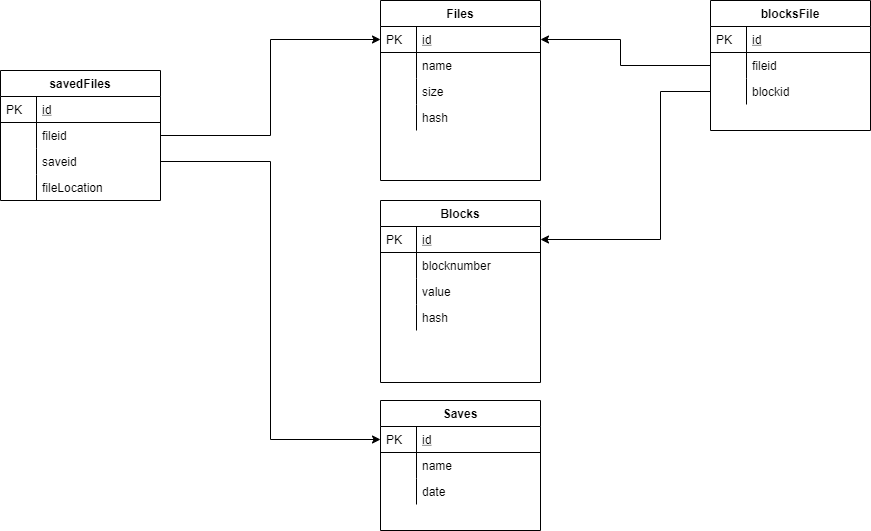 savedFiles
PK id
fileid
saveid
fileLocation
Files
PK id
name
size
hash
Blocks
PK id
blocknumber
value
hash
Saves
PK id
name
date
blocksFile
PK id
fileid
blockid